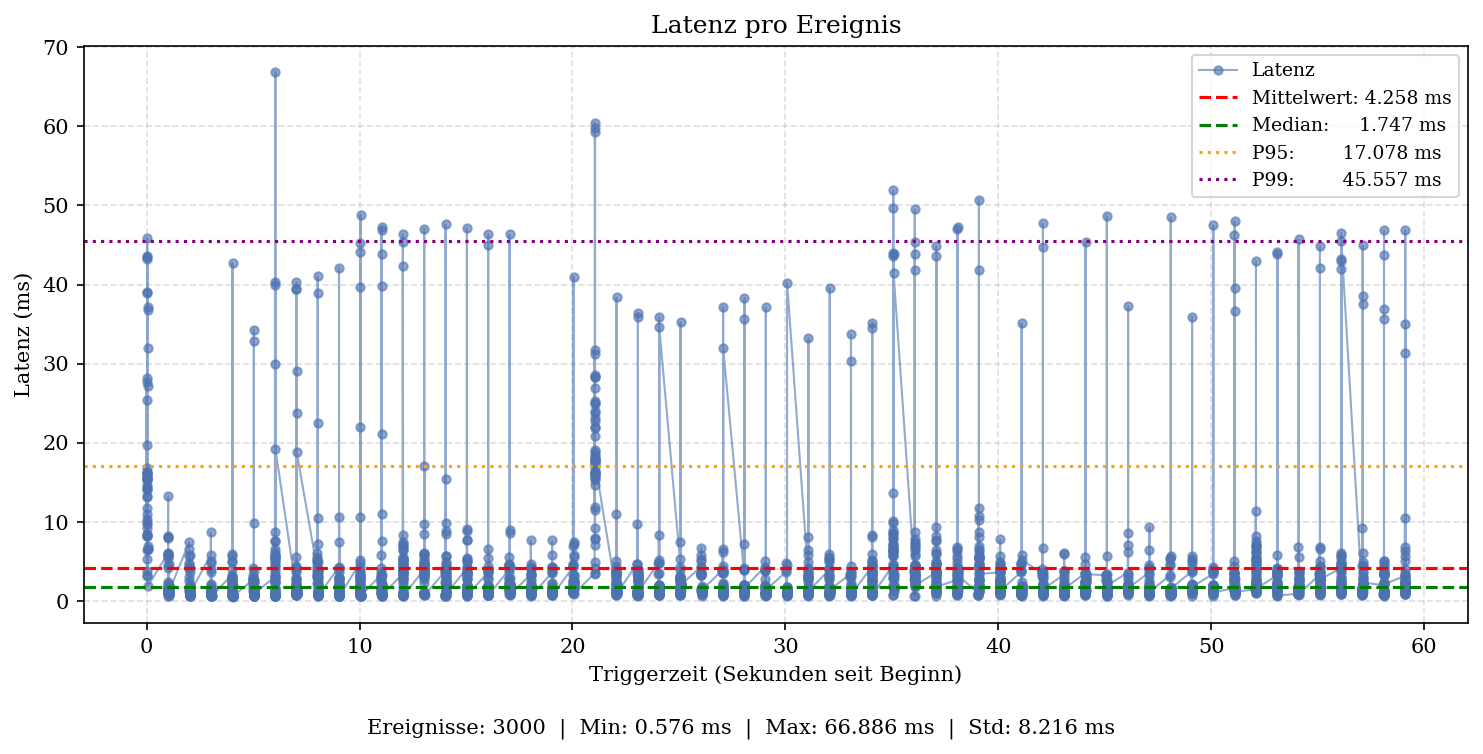 Latenz pro Ereignis
Latenz (ms)
70
60
50
40
30
20
10
0
Latenz
Mittelwert: 4.258 ms
Median: 1.747 ms
P95: 17.078 ms
P99: 45.557 ms
0 10 20 30 40 50 60
Triggerzeit (Sekunden seit Beginn)
Ereignisse: 3000 | Min: 0.576 ms | Max: 66.886 ms | Std: 8.216 ms